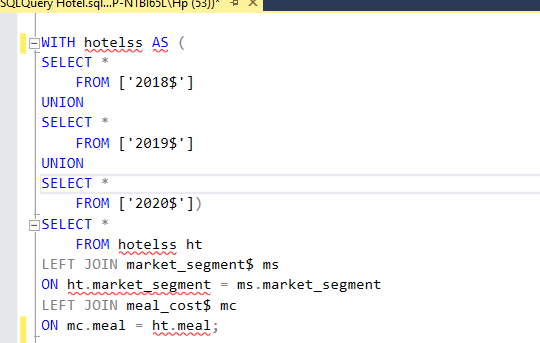 SQLQuery Hotel.sql...P-N1BI65L\Hp (53))*
WITH hotelss AS (
SELECT *
FROM ['2018$']
UNION
SELECT *
FROM ['2019$']
UNION
SELECT *
FROM ['2020$'])
SELECT *
FROM hotelss ht
LEFT JOIN market_segment$ ms
ON ht.market_segment = ms.market_segment
LEFT JOIN meal_cost$ mc
ON mc.meal = ht.meal;